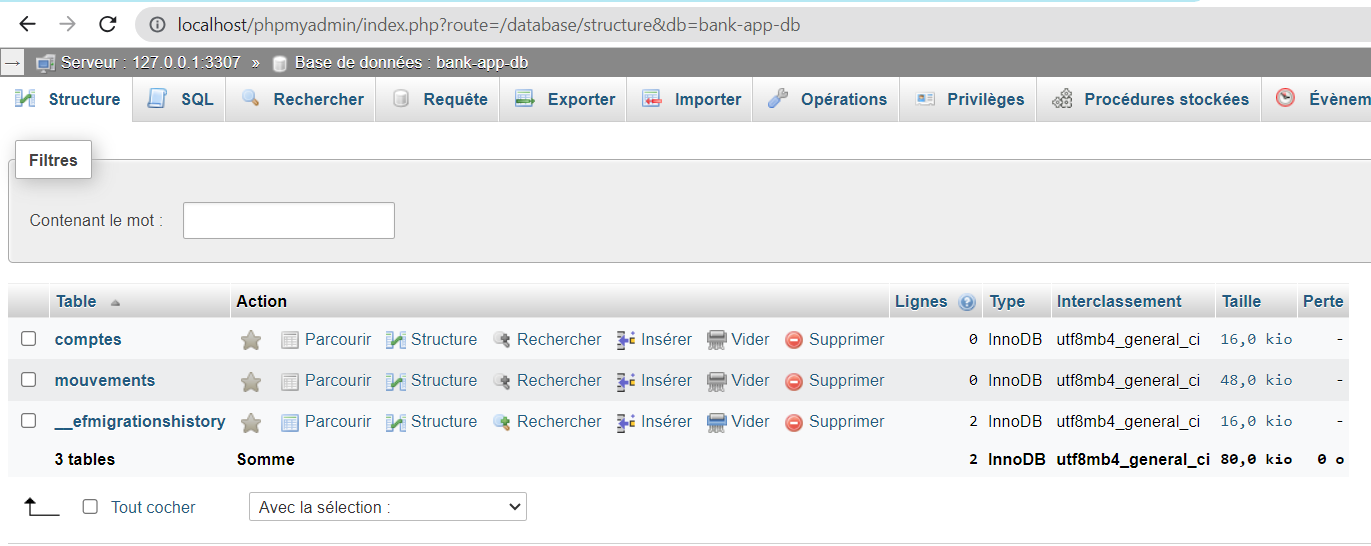 localhost/phpmyadmin/index.php?route=/database/structure&db=bank-app-db
Serveur : 127.0.0.1:3307 » Base de données : bank-app-db
Structure SQL Rechercher Requête Exporter Importer Opérations Privilèges Procédures stockées Évènem
Filtres
Contenant le mot :
Table Action Lignes Type Interclassement Taille Perte
comptes Parcourir Structure Rechercher Insérer Vider Supprimer 0 InnoDB utf8mb4_general_ci 16,0 kio -
mouvements Parcourir Structure Rechercher Insérer Vider Supprimer 0 InnoDB utf8mb4_general_ci 48,0 kio -
__efmigrationshistory Parcourir Structure Rechercher Insérer Vider Supprimer 2 InnoDB utf8mb4_general_ci 16,0 kio -
3 tables Somme 2 InnoDB utf8mb4_general_ci 80,0 kio 0 o
Tout cocher Avec la sélection :